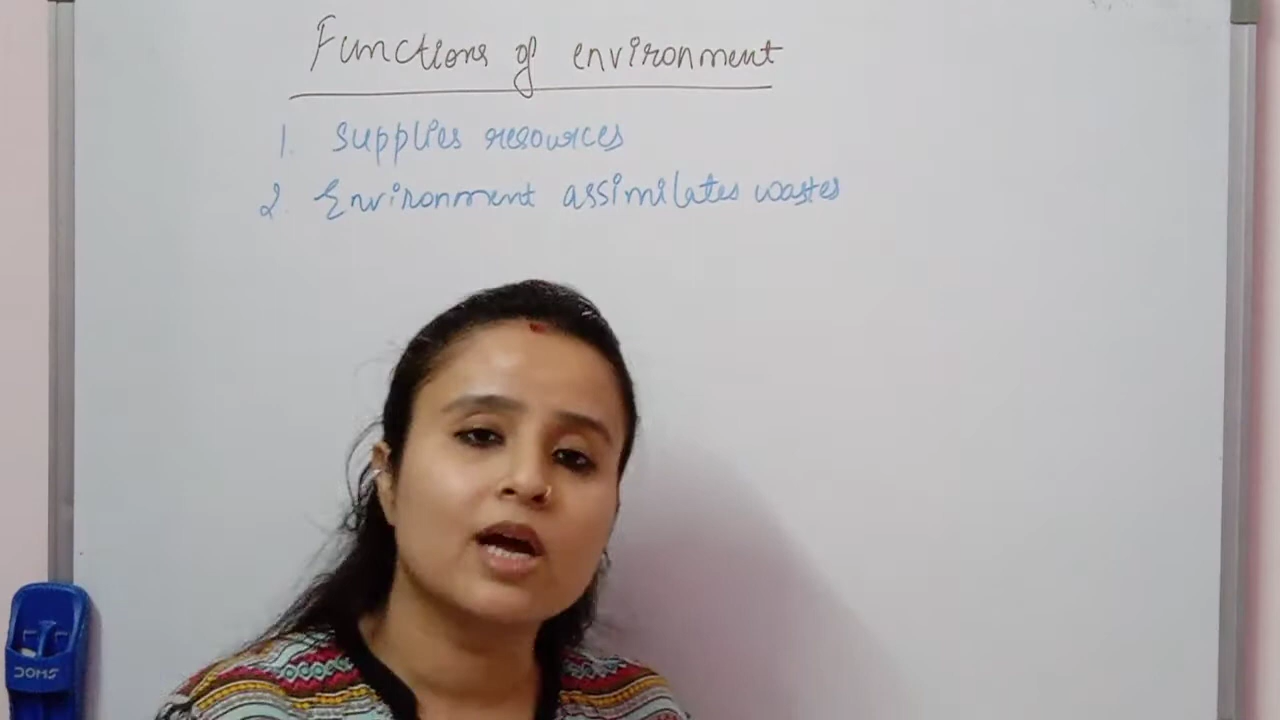 Functions of environment
1. Supplies resources
2. Environment assimilates wastes
DOMS